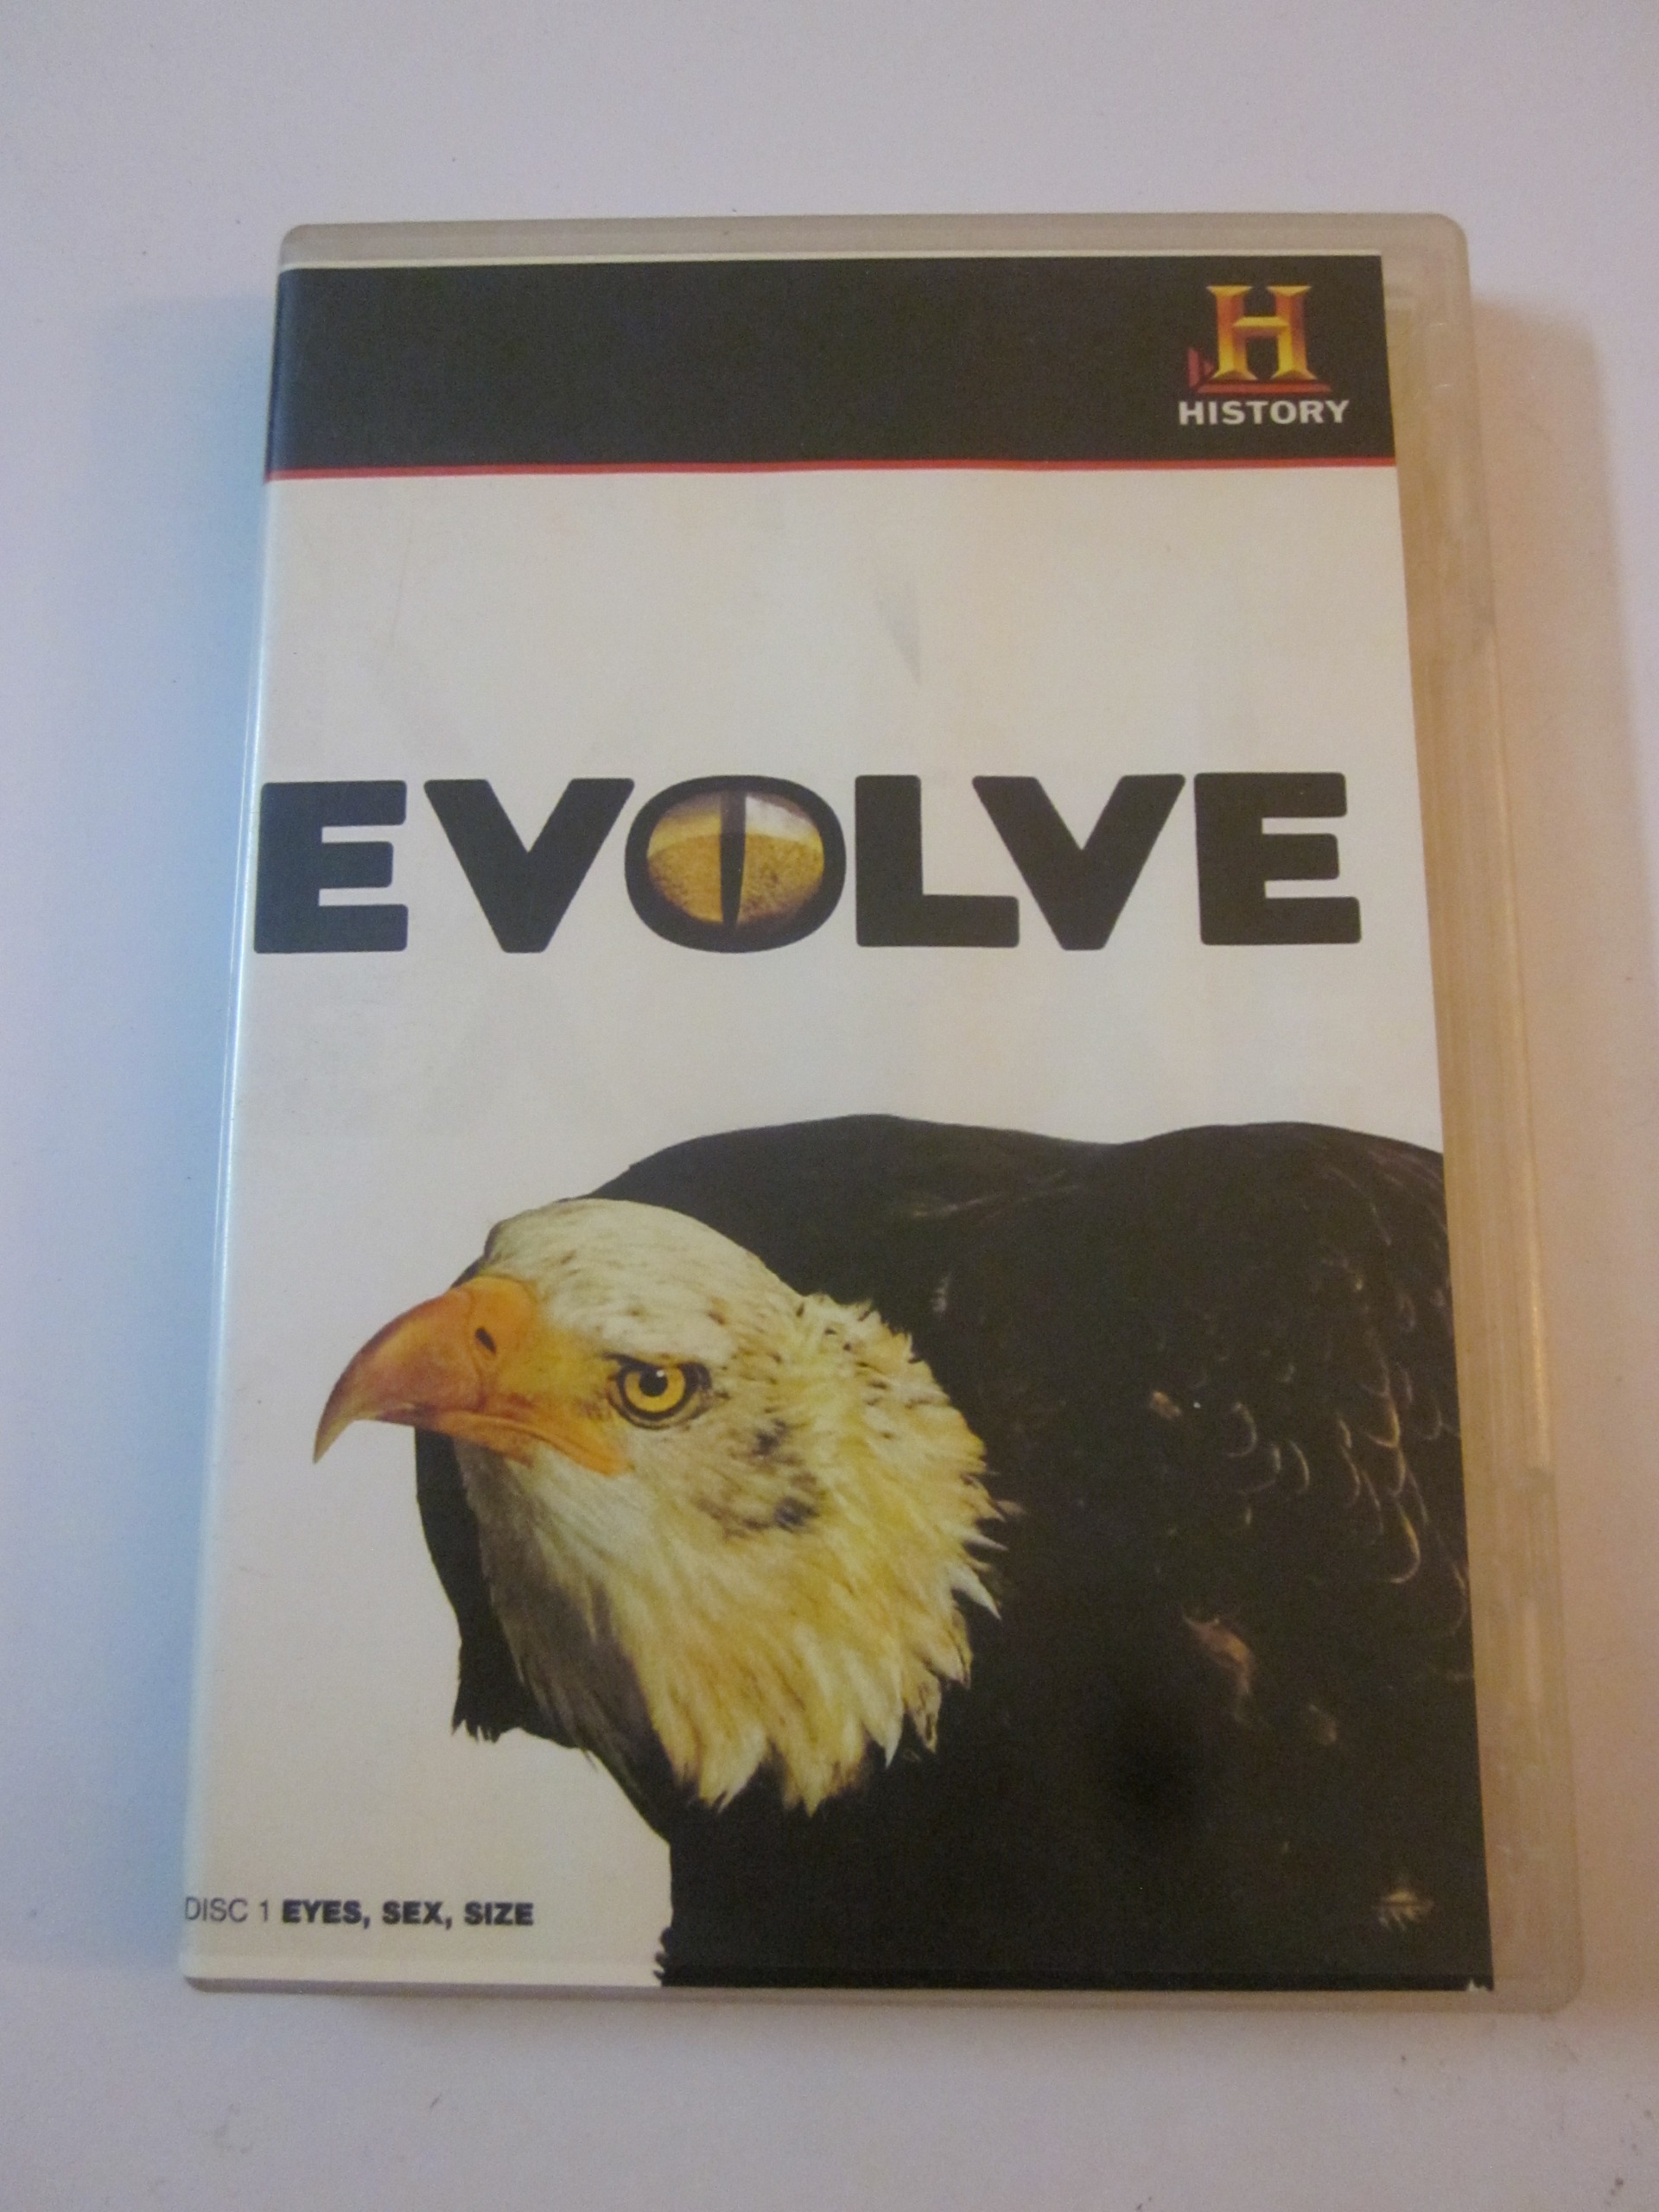 H
HISTORY
EVOLVE
DISC 1 EYES, SEX, SIZE